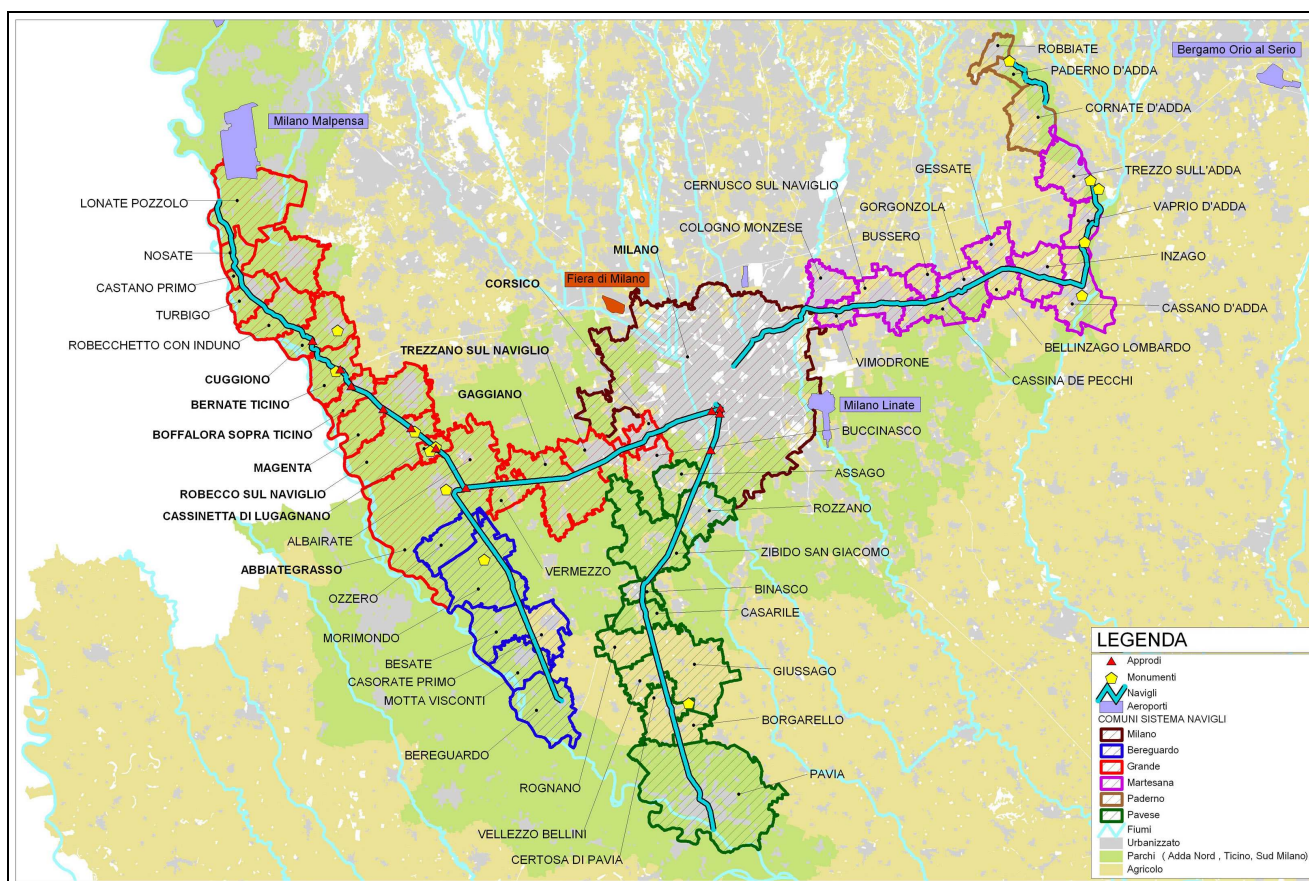 ROBBIATE
Bergamo Orio al Serio
PADERNO D'ADDA
CORNATE D'ADDA
Milano Malpensa
GESSATE
CERNUSCO SUL NAVIGLIO
TREZZO SULL'ADDA
LONATE POZZOLO
GORGONZOLA
VAPRIO D'ADDA
COLOGNO MONZESE
BUSSERO
MILANO
NOSATE
INZAGO
Fiera di Milano
CORSICO
CASTANO PRIMO
CASSANO D'ADDA
TURBIGO
ROBECCHETTO CON INDUNO
BELLINZAGO LOMBARDO
TREZZANO SUL NAVIGLIO
VIMODRONE
CUGGIONO
CASSINA DE PECCHI
GAGGIANO
BERNATE TICINO
Milano Linate
BUCCINASCO
BOFFALORA SOPRA TICINO
MAGENTA
ASSAGO
ROBECCO SUL NAVIGLIO
ROZZANO
CASSINETTA DI LUGAGNANO
ALBAIRATE
ZIBIDO SAN GIACOMO
ABBIATEGRASSO
VERMEZZO
BINASCO
OZZERO
CASARILE
MORIMONDO
BESATE
GIUSSAGO
CASORATE PRIMO
MOTTA VISCONTI
BORGARELLO
BEREGUARDO
PAVIA
ROGNANO
VELLEZZO BELLINI
CERTOSA DI PAVIA
LEGENDA
Approdi
Monumenti
Navigli
Aeroporti
COMUNI SISTEMA NAVIGLI
Milano
Bereguardo
Grande
Martesana
Paderno
Pavese
Fiumi
Urbanizzato
Parchi ( Adda Nord , Ticino, Sud Milano)
Agricolo